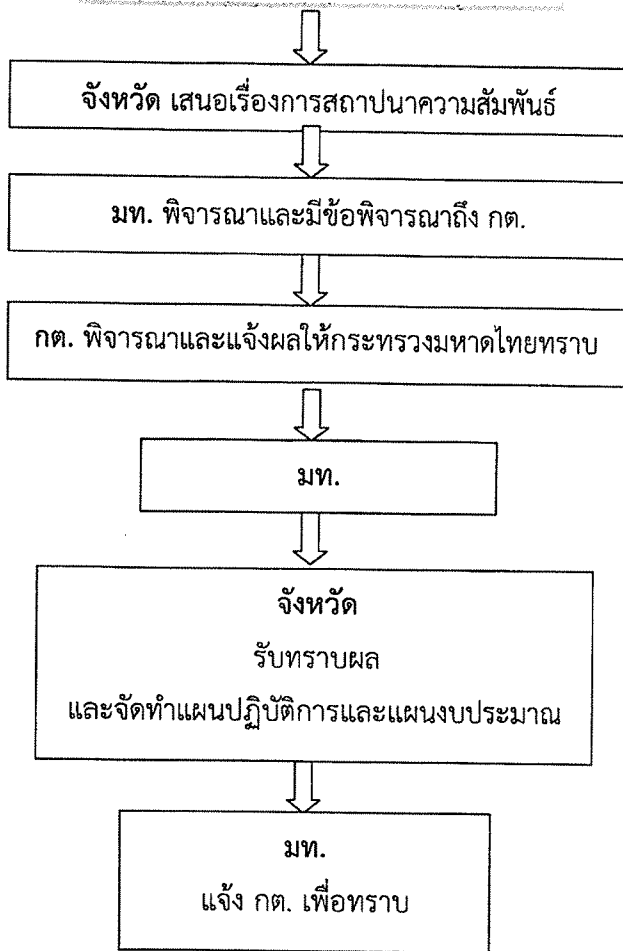 จังหวัด เสนอเรื่องการสถาปนาความสัมพันธ์
มท. พิจารณาและมีข้อพิจารณาถึง กต.
กต. พิจารณาและแจ้งผลให้กระทรวงมหาดไทยทราบ
มท.
จังหวัด
รับทราบผล
และจัดทำแผนปฏิบัติการและแผนงบประมาณ
มท.
แจ้ง กต. เพื่อทราบ